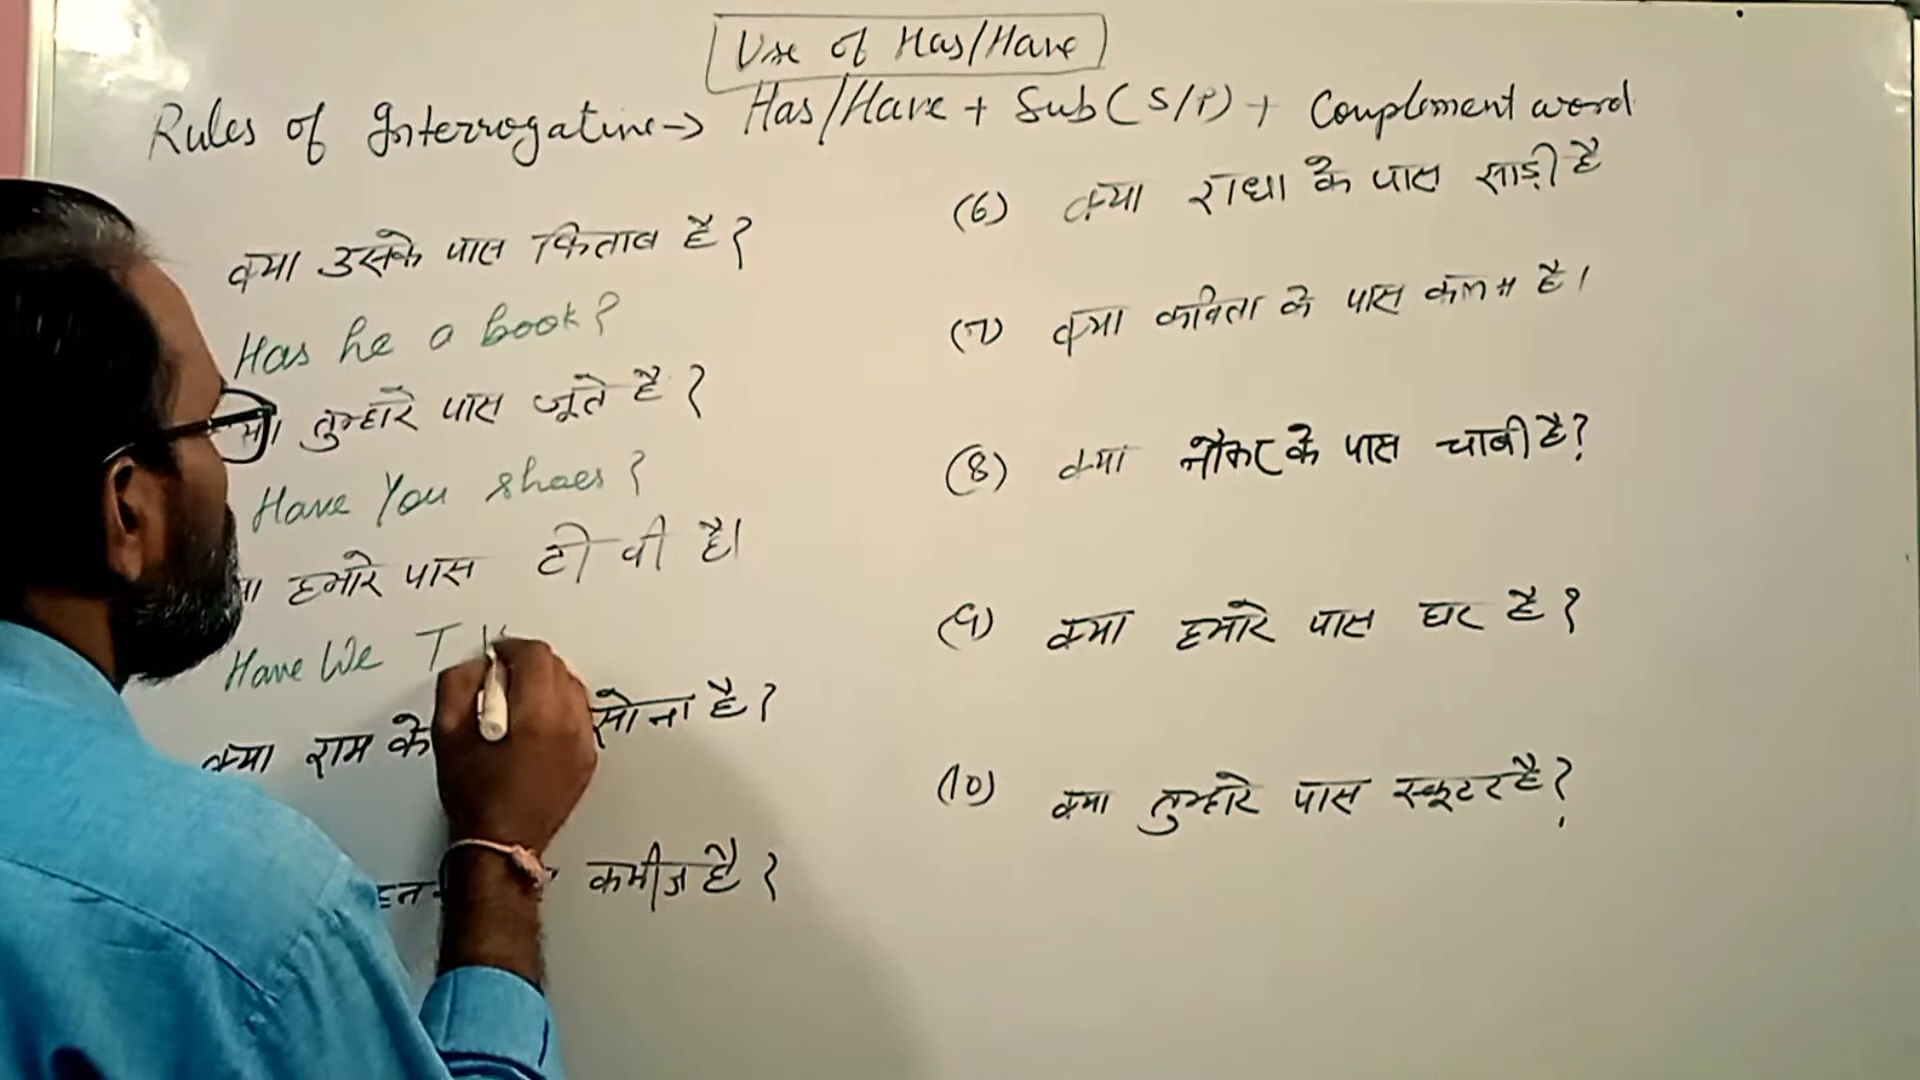 Use of Has/Have
Rules of Interrogative→ Has/Have + Sub(S/P) + Complement word
क्या उसके पास किताब है?
Has he a book?
तुम्हारे पास जूते है?
Have You shoes?
हमारे पास टी वी है।
Have We T
क्या राम के सोना है?
कमीज है?
(6) क्या राधा के पास साड़ी है
(7) क्या कविता के पास कलम है।
(8) क्या नौकर के पास चाबी है?
(9) क्या हमारे पास घर है?
(10) क्या तुम्हारे पास स्कूटर है?